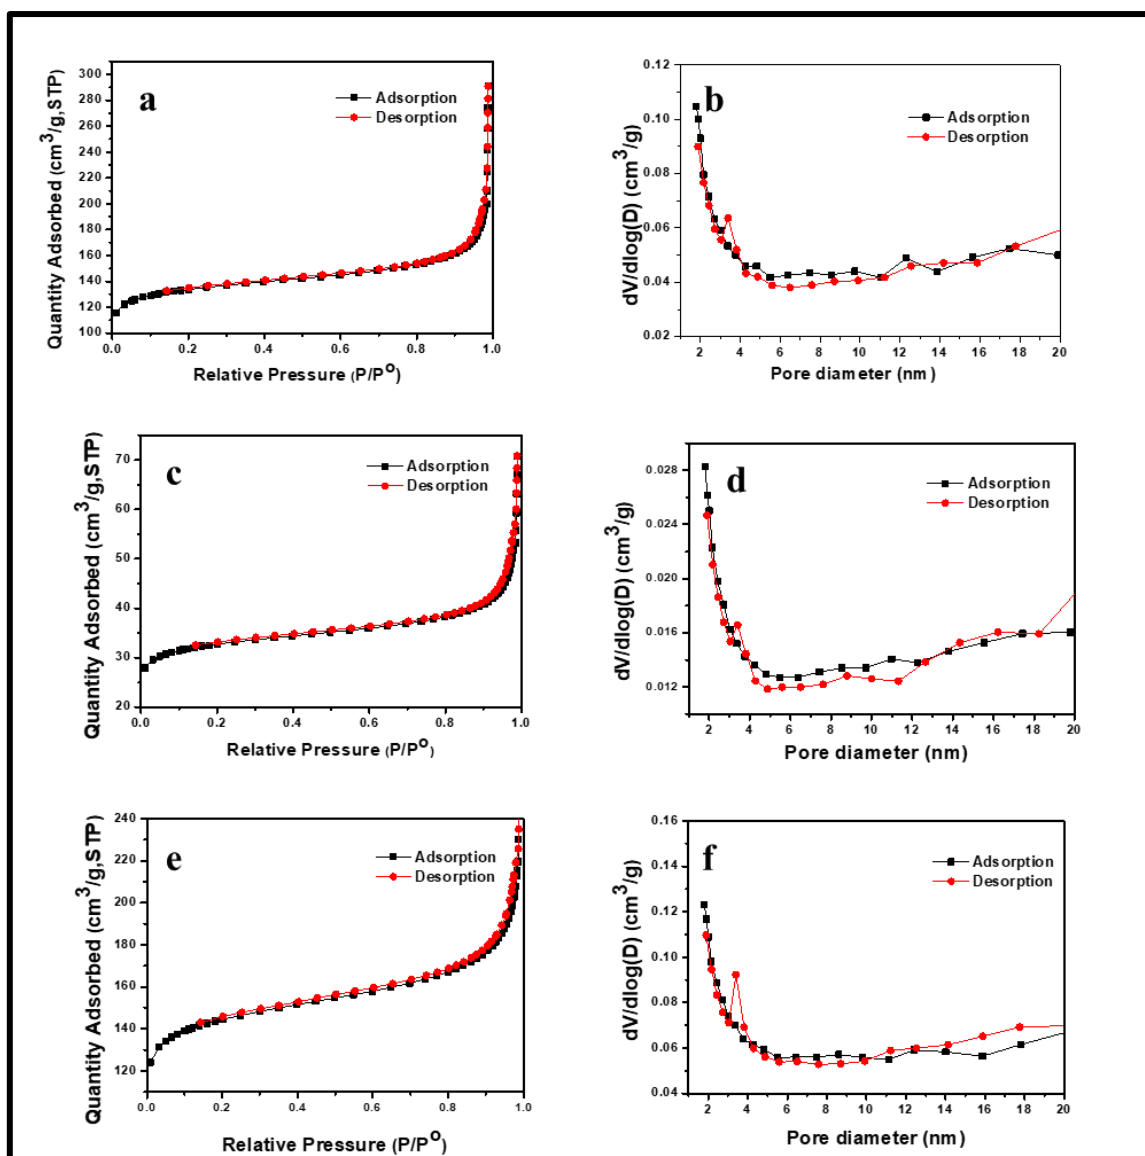 a
Adsorption
Desorption
Quantity Adsorbed (cm³/g,STP)
300
280
260
240
220
200
180
160
140
120
100
0.0 0.2 0.4 0.6 0.8 1.0
Relative Pressure (P/P⁰)
b
Adsorption
Desorption
dV/dlog(D) (cm³/g)
0.12
0.10
0.08
0.06
0.04
0.02
2 4 6 8 10 12 14 16 18 20
Pore diameter (nm)
c
Adsorption
Desorption
Quantity Adsorbed (cm³/g,STP)
70
60
50
40
30
20
0.0 0.2 0.4 0.6 0.8 1.0
Relative Pressure (P/P⁰)
d
Adsorption
Desorption
dV/dlog(D) (cm³/g)
0.028
0.024
0.020
0.016
0.012
2 4 6 8 10 12 14 16 18 20
Pore diameter (nm)
e
Adsorption
Desorption
Quantity Adsorbed (cm³/g,STP)
240
220
200
180
160
140
120
0.0 0.2 0.4 0.6 0.8 1.0
Relative Pressure (P/P⁰)
f
Adsorption
Desorption
dV/dlog(D) (cm³/g)
0.16
0.14
0.12
0.10
0.08
0.06
0.04
2 4 6 8 10 12 14 16 18 20
Pore diameter (nm)